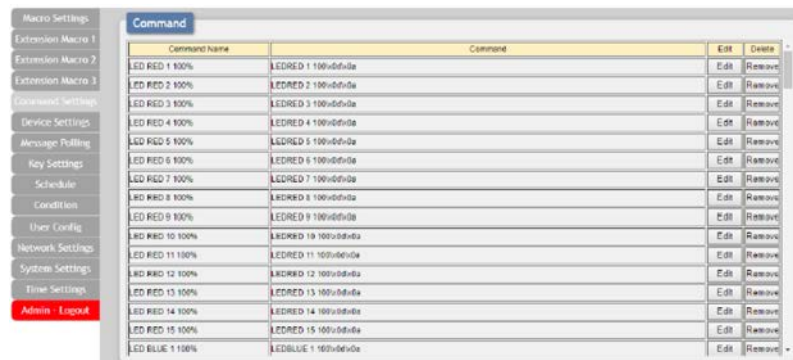 Macro Settings
Extension Macro 1
Extension Macro 2
Extension Macro 3
Command Settings
Device Settings
Message Polling
Key Settings
Schedule
Condition
User Config
Network Settings
System Settings
Time Settings
Admin - Logout
Command
Command Name Command Edit Delete
LED RED 1 100% LEDRED 1 100\x0d\x0a Edit Remove
LED RED 2 100% LEDRED 2 100\x0d\x0a Edit Remove
LED RED 3 100% LEDRED 3 100\x0d\x0a Edit Remove
LED RED 4 100% LEDRED 4 100\x0d\x0a Edit Remove
LED RED 5 100% LEDRED 5 100\x0d\x0a Edit Remove
LED RED 6 100% LEDRED 6 100\x0d\x0a Edit Remove
LED RED 7 100% LEDRED 7 100\x0d\x0a Edit Remove
LED RED 8 100% LEDRED 8 100\x0d\x0a Edit Remove
LED RED 9 100% LEDRED 9 100\x0d\x0a Edit Remove
LED RED 10 100% LEDRED 10 100\x0d\x0a Edit Remove
LED RED 11 100% LEDRED 11 100\x0d\x0a Edit Remove
LED RED 12 100% LEDRED 12 100\x0d\x0a Edit Remove
LED RED 13 100% LEDRED 13 100\x0d\x0a Edit Remove
LED RED 14 100% LEDRED 14 100\x0d\x0a Edit Remove
LED RED 15 100% LEDRED 15 100\x0d\x0a Edit Remove
LED BLUE 1 100% LEDBLUE 1 100\x0d\x0a Edit Remove